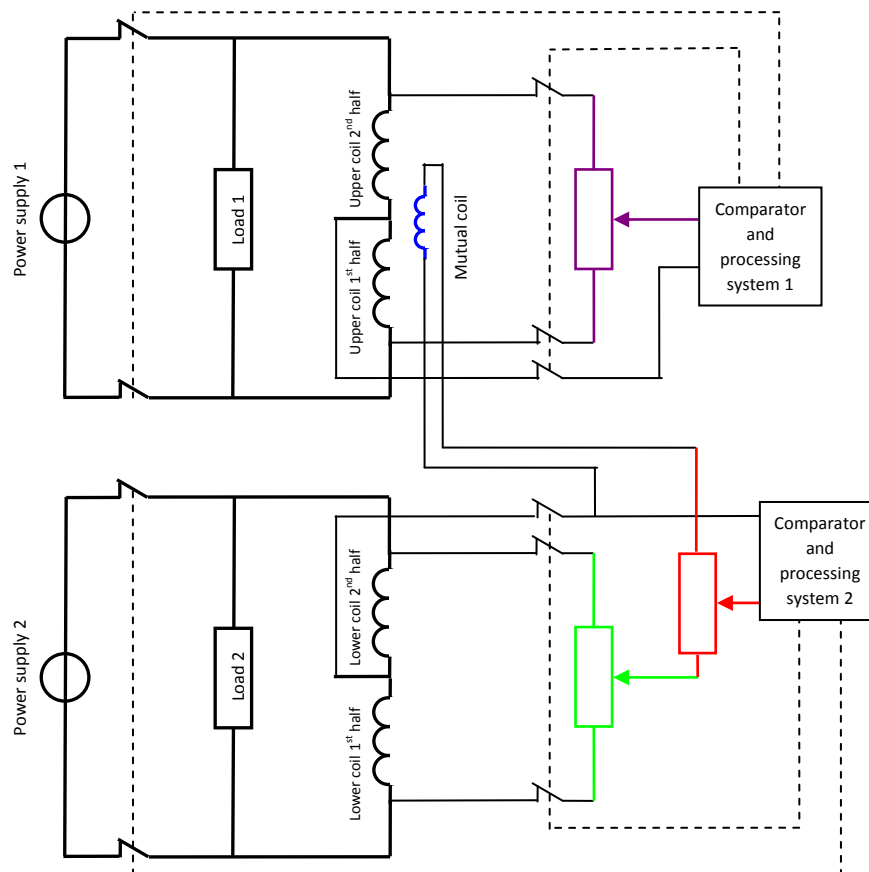 Power supply 1
Load 1
Upper coil 2nd half
Upper coil 1st half
Mutual coil
Comparator
and
processing
system 1
Power supply 2
Load 2
Lower coil 2nd half
Lower coil 1st half
Comparator
and
processing
system 2